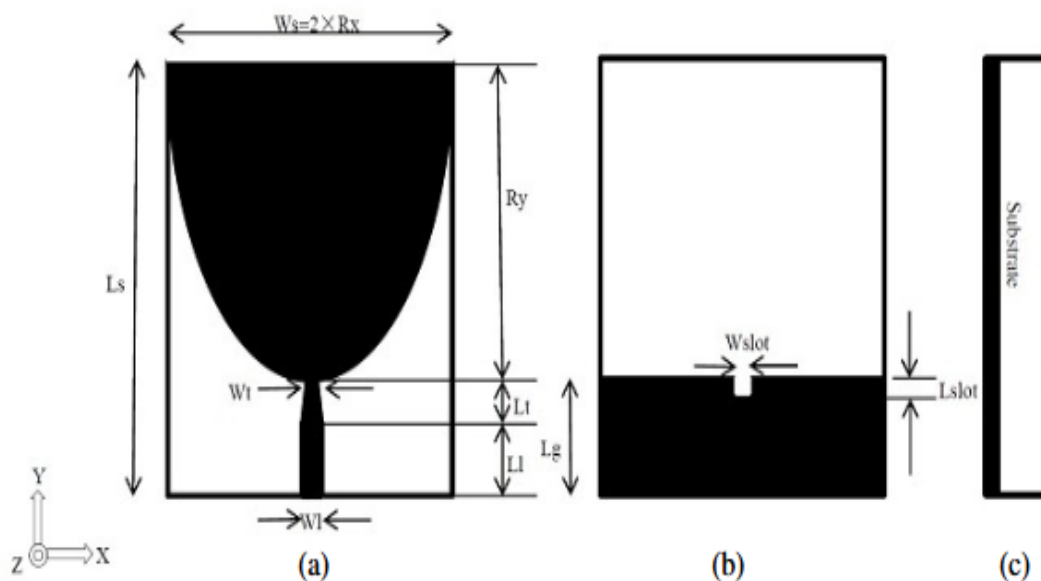 Ws=2×Rx
Ls
Ry
Wt
Lt
Ll
Wl
Y
Z
X
(a)
Wslot
Lslot
Lg
(b)
Substrate
(c)